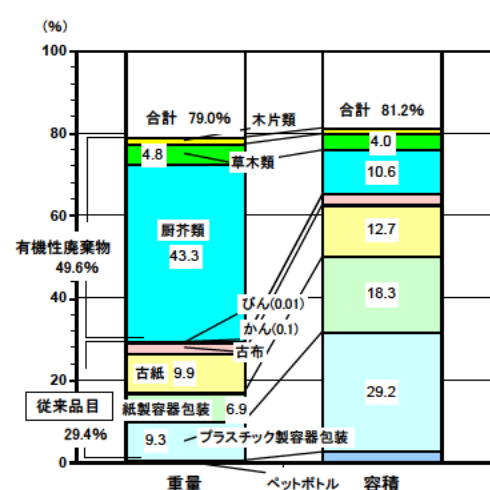 (%)
100
80
60
40
20
0
合計 79.0%
木片類
合計 81.2%
4.8
草木類
4.0
厨芥類
43.3
10.6
有機性廃棄物
49.6%
12.7
びん(0.01)
かん(0.1)
古布
18.3
古紙 9.9
従来品目
29.4%
紙製容器包装 6.9
29.2
9.3
プラスチック製容器包装
ペットボトル
重量
容積